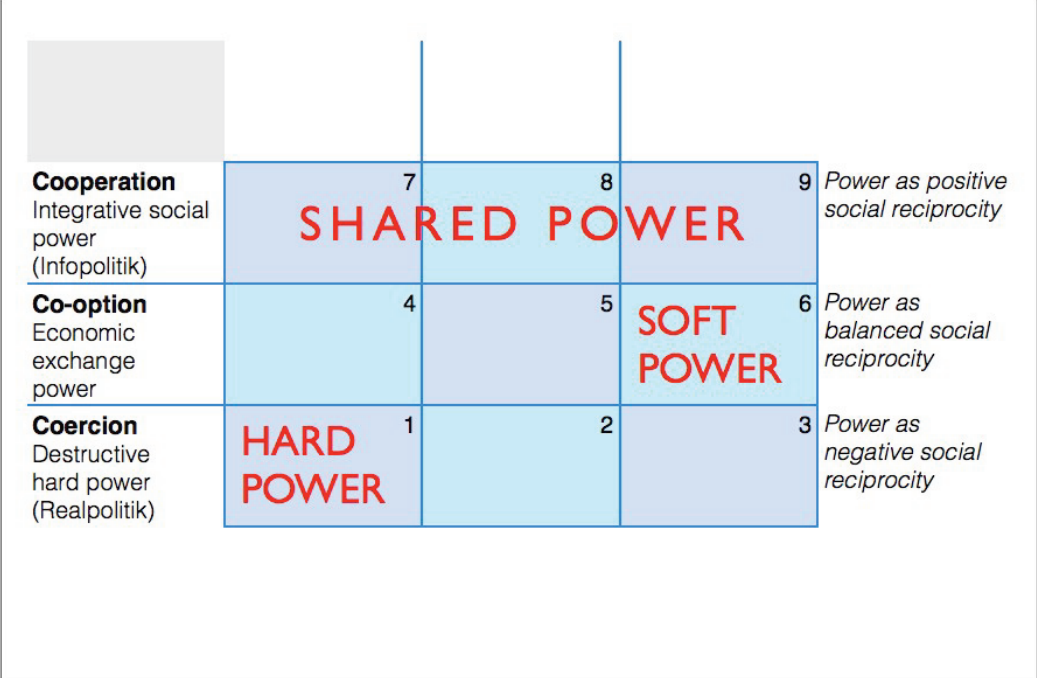 Cooperation
Integrative social
power
(Infopolitik)
7
8
9
SHARED POWER
Power as positive
social reciprocity
Co-option
Economic
exchange
power
4
5
6
SOFT
POWER
Power as
balanced social
reciprocity
Coercion
Destructive
hard power
(Realpolitik)
HARD
POWER
1
2
3
Power as
negative social
reciprocity